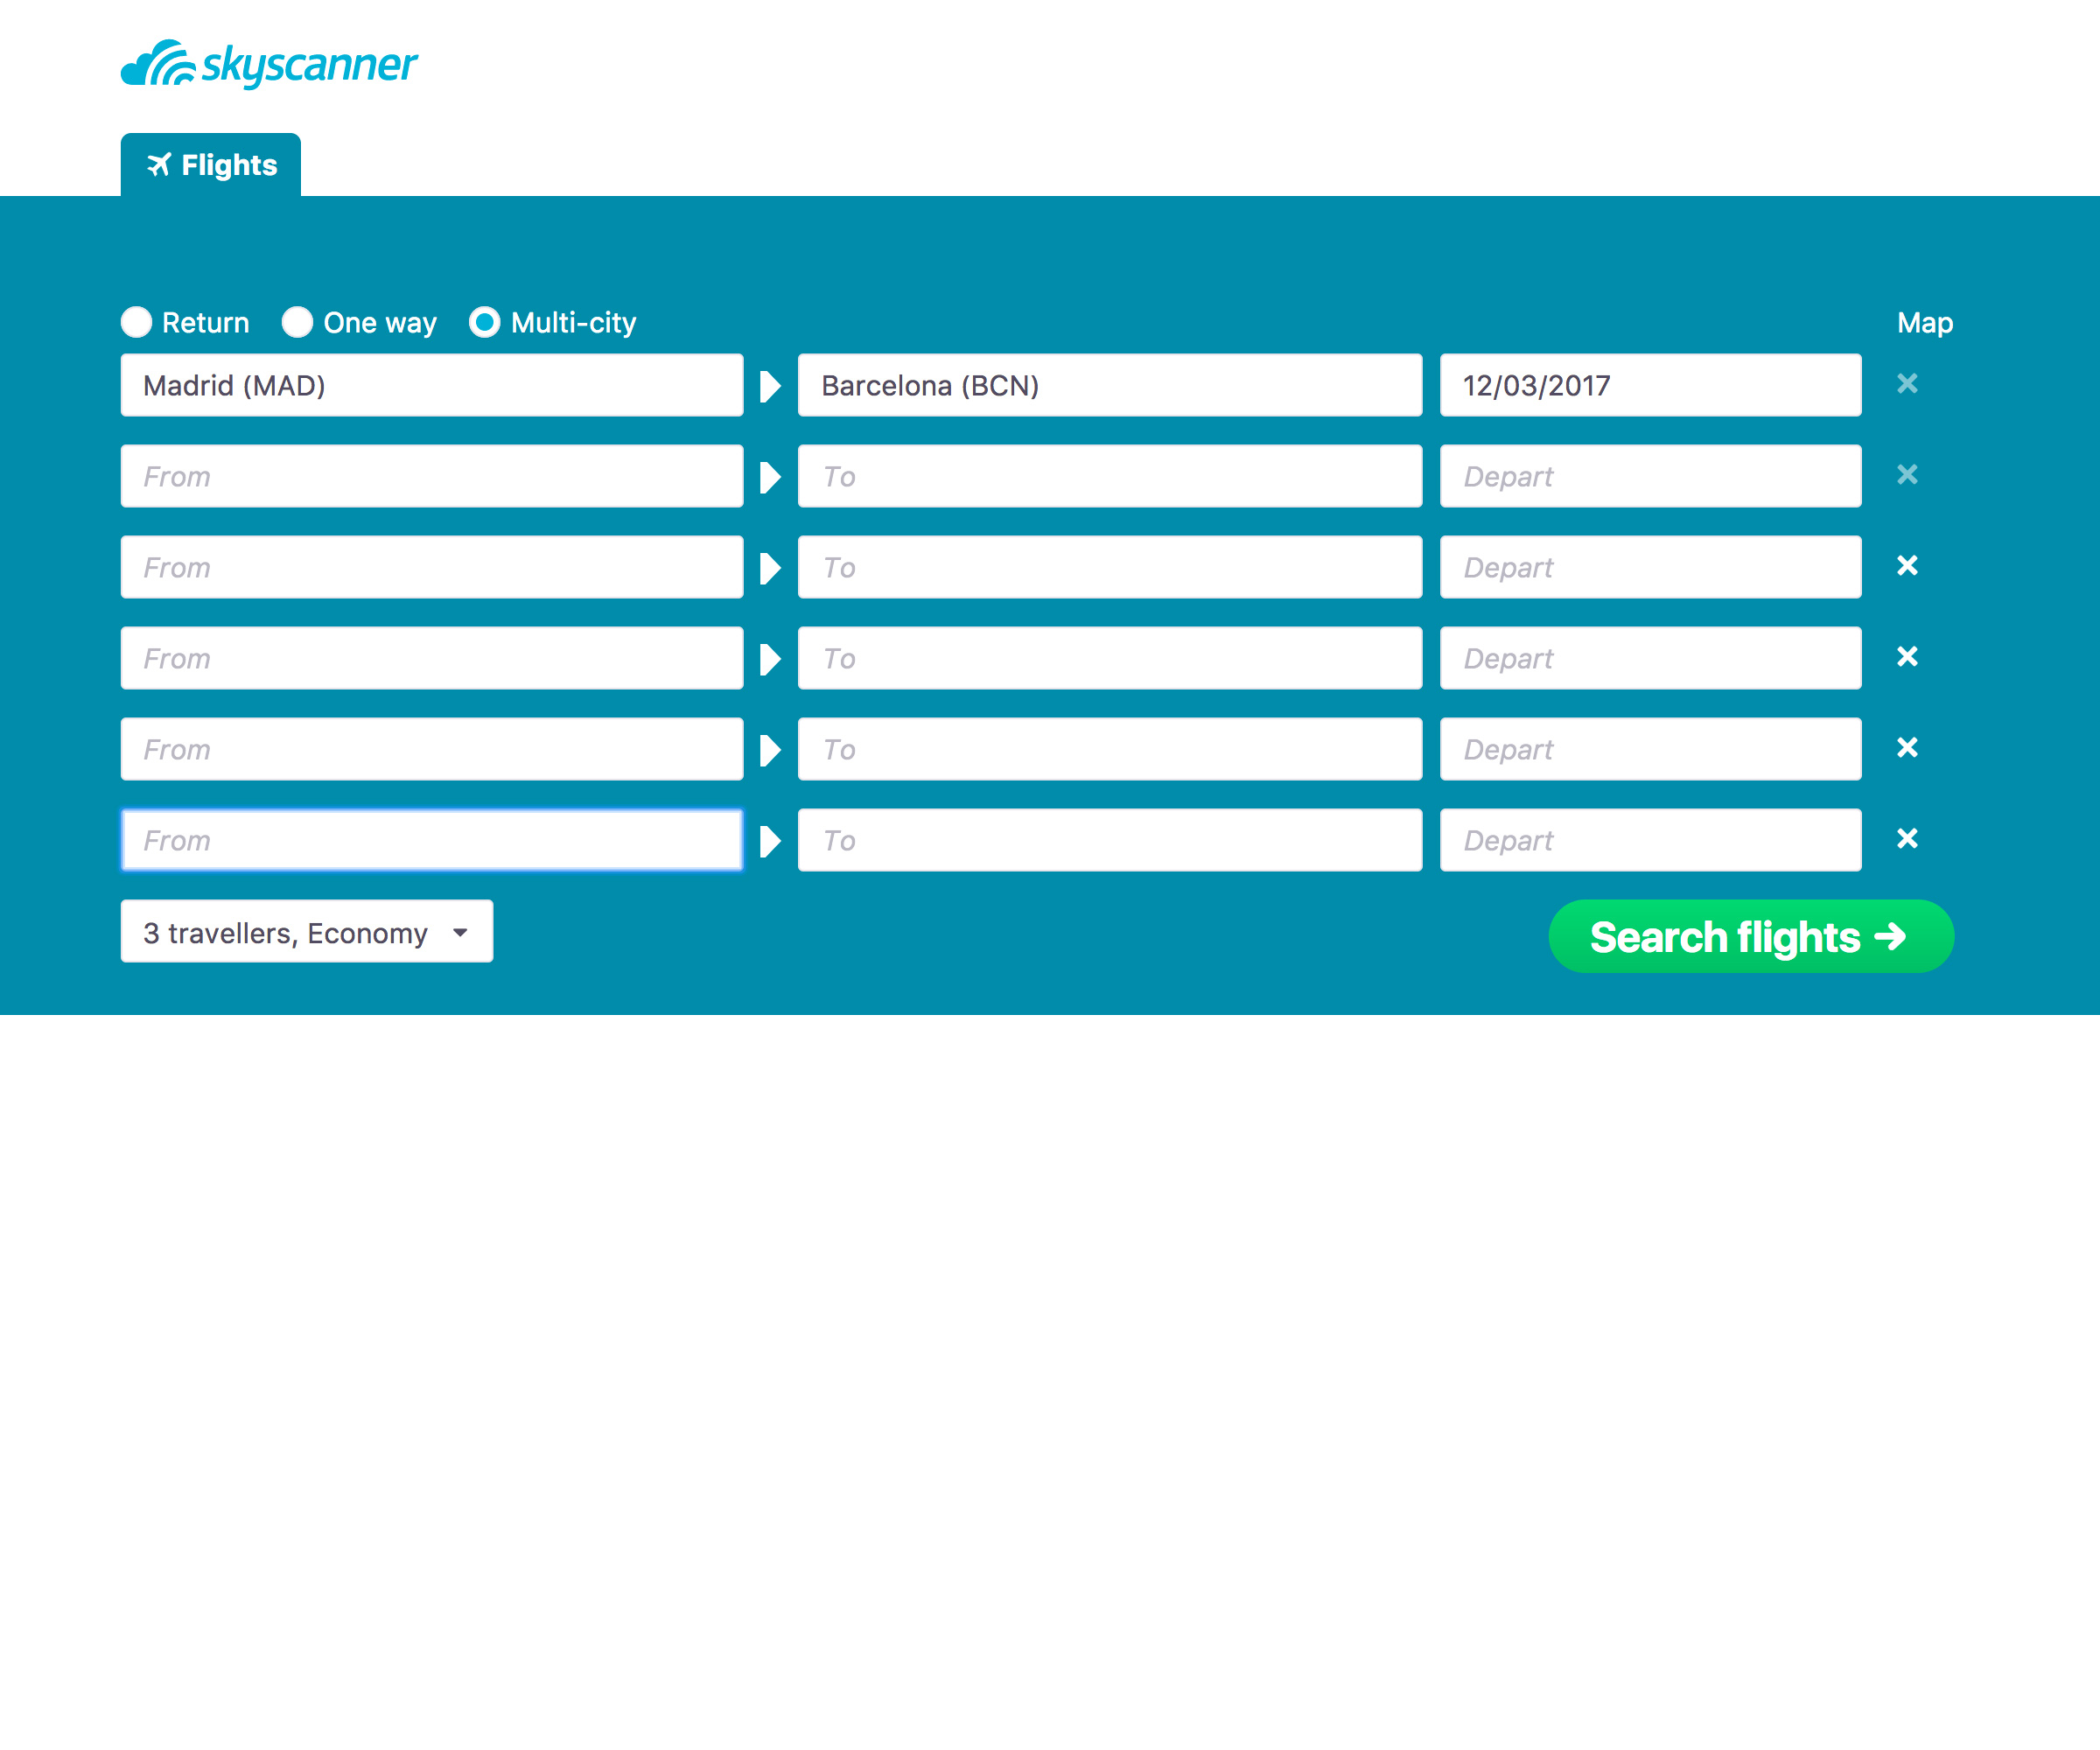 skyscanner
Flights
Return One way Multi-city Map
Madrid (MAD) Barcelona (BCN) 12/03/2017
From To Depart
From To Depart
From To Depart
From To Depart
From To Depart
3 travellers, Economy Search flights